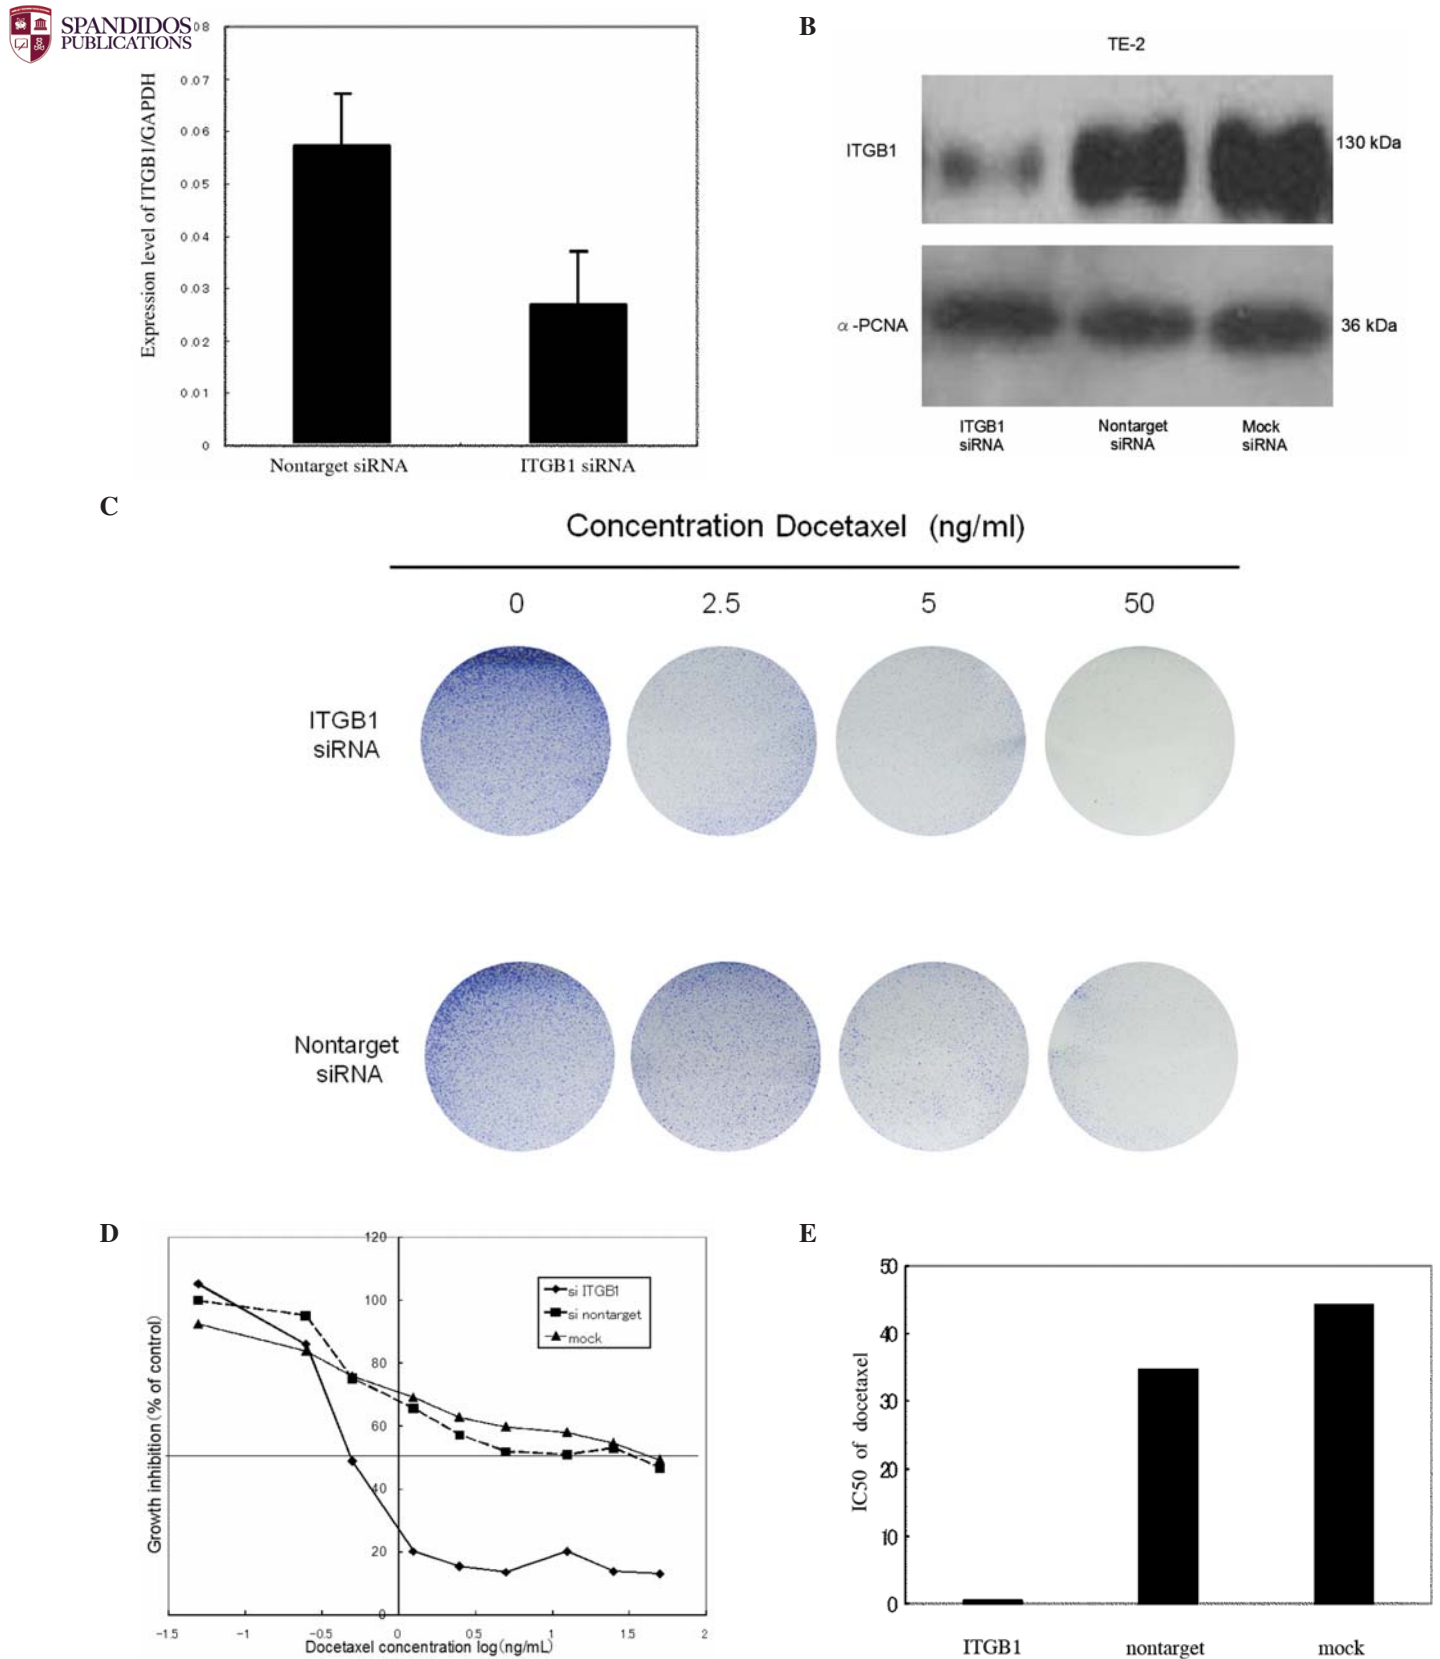 SPANDIDOS
PUBLICATIONS
08
0.07
0.06
0.05
0.04
0.03
0.02
0.01
0
Expression level of ITGB1/GAPDH
Nontarget siRNA
ITGB1 siRNA
B
TE-2
ITGB1
130 kDa
α-PCNA
36 kDa
ITGB1
siRNA
Nontarget
siRNA
Mock
siRNA
C
Concentration Docetaxel (ng/ml)
0 2.5 5 50
ITGB1
siRNA
Nontarget
siRNA
D
120
100
80
60
40
20
0
Growth inhibition (% of control)
si ITGB1
si nontarget
mock
-1.5 -1 -0.5 0 0.5 1 1.5 2
Docetaxel concentration log(ng/mL)
E
50
40
30
20
10
0
IC50 of docetaxel
ITGB1 nontarget mock